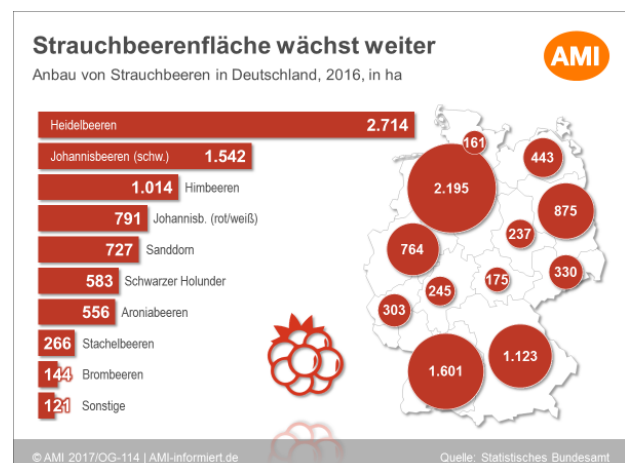 Strauchbeerenfläche wächst weiter
Anbau von Strauchbeeren in Deutschland, 2016, in ha
AMI
Heidelbeeren 2.714
Johannisbeeren (schw.) 1.542
1.014 Himbeeren
791 Johannisb. (rot/weiß)
727 Sanddorn
583 Schwarzer Holunder
556 Aroniabeeren
266 Stachelbeeren
144 Brombeeren
121 Sonstige
161
443
2.195
875
237
764
330
175
245
303
1.123
1.601
© AMI 2017/OG-114 | AMI-informiert.de
Quelle: Statistisches Bundesamt